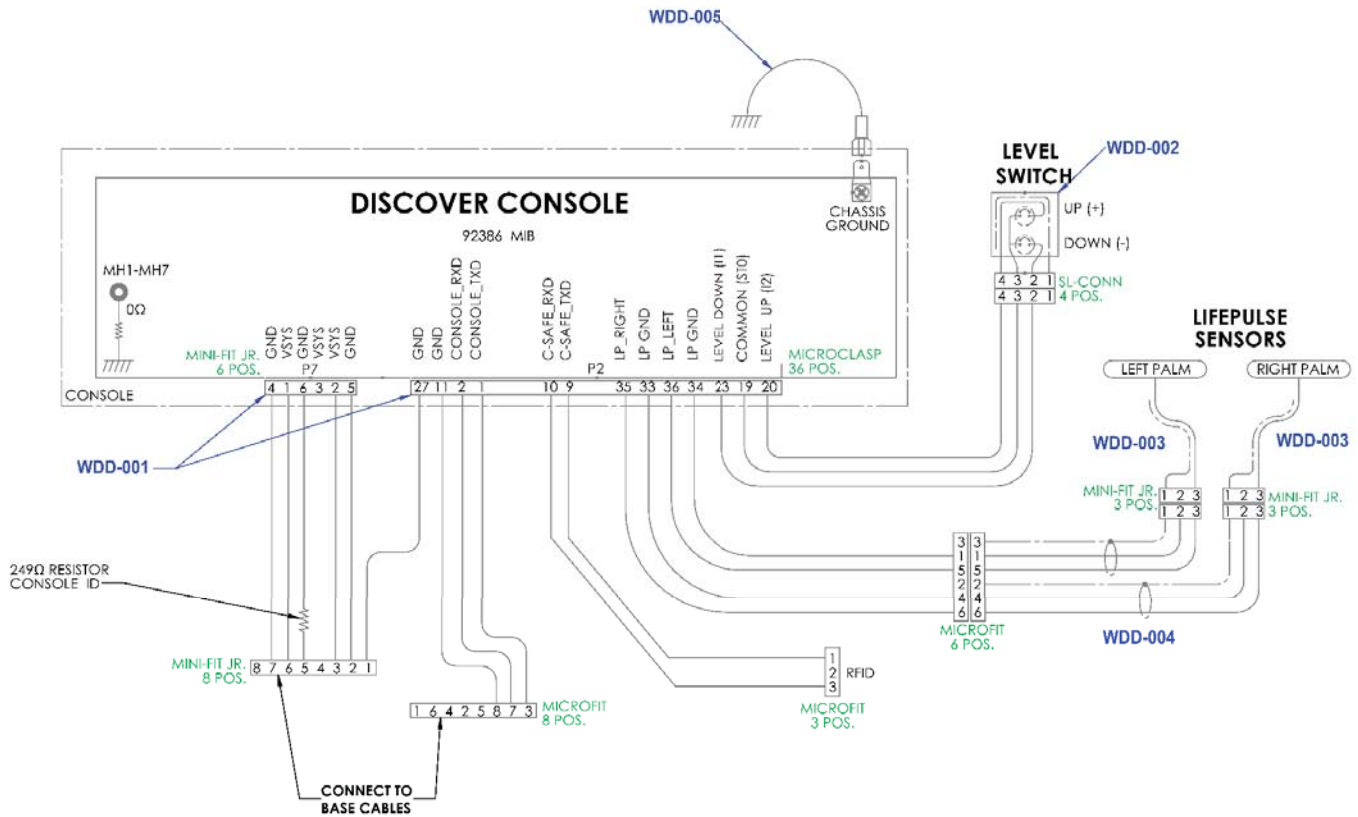 WDD-005
LEVEL
SWITCH
WDD-002
UP (+)
DOWN (-)
4 3 2 1
4 3 2 1
SL-CONN
4 POS.
DISCOVER CONSOLE
92386 MIB
CHASSIS
GROUND
MH1-MH7
0Ω
MINI-FIT JR.
6 POS.
GND
VSYS
GND
VSYS
VSYS
GND
P7
4 1 6 3 2 5
GND
GND
CONSOLE_RXD
CONSOLE_TXD
C-SAFE_RXD
C-SAFE_TXD
LP_RIGHT
LP GND
LP_LEFT
LP GND
LEVEL DOWN (I1)
COMMON (ST0)
LEVEL UP (I2)
P2
27 11 2 1 10 9 35 33 36 34 23 19 20
MICROCLASP
36 POS.
CONSOLE
WDD-001
LIFEPULSE
SENSORS
LEFT PALM
RIGHT PALM
WDD-003
WDD-003
MINI-FIT JR.
3 POS.
1 2 3
1 2 3
1 2 3
1 2 3
MINI-FIT JR.
3 POS.
3 3
1 1
5 5
2 2
4 4
6 6
MICROFIT
6 POS.
WDD-004
249Ω RESISTOR
CONSOLE ID
MINI-FIT JR.
8 POS.
8 7 6 5 4 3 2 1
1 6 4 2 5 8 7 3
MICROFIT
8 POS.
1
2
3
RFID
MICROFIT
3 POS.
CONNECT TO
BASE CABLES